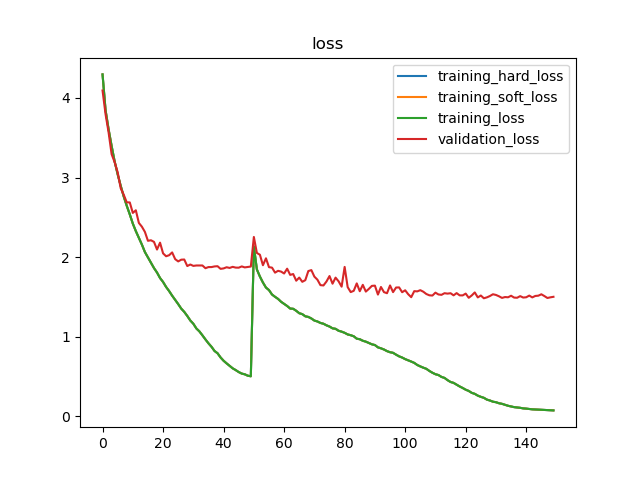 loss
training_hard_loss
training_soft_loss
training_loss
validation_loss
4
3
2
1
0
0 20 40 60 80 100 120 140